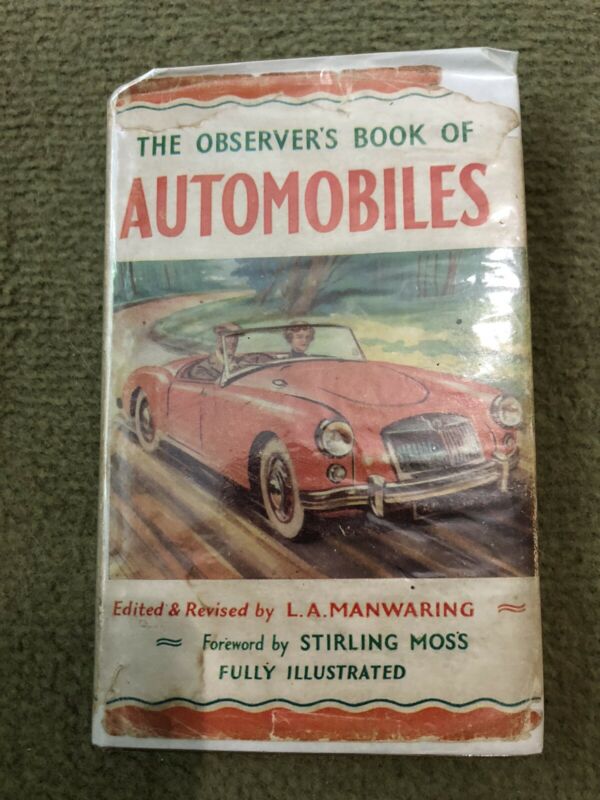 THE OBSERVER'S BOOK OF
AUTOMOBILES
Edited & Revised by L.A.MANWARING
Foreword by STIRLING MOSS
FULLY ILLUSTRATED